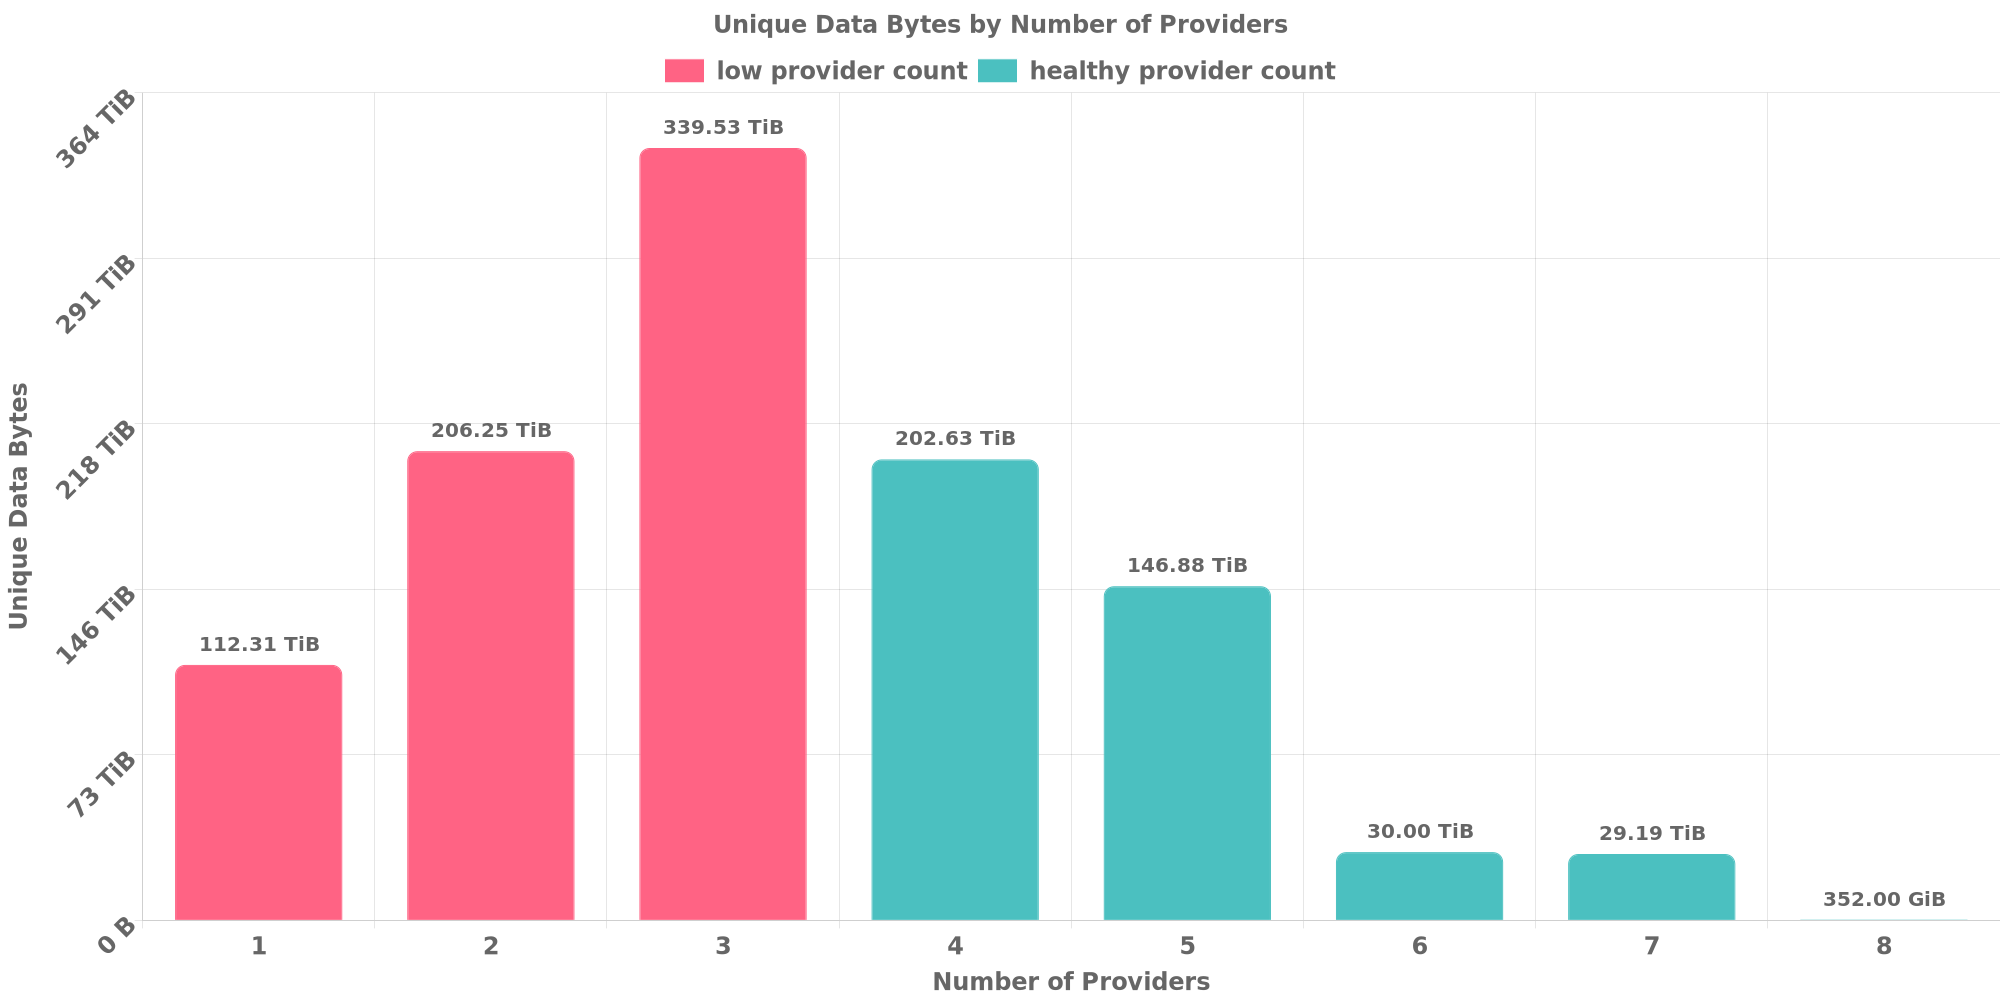 Unique Data Bytes by Number of Providers
low provider count healthy provider count
364 TiB
291 TiB
218 TiB
146 TiB
73 TiB
0 B
Unique Data Bytes
112.31 TiB
206.25 TiB
339.53 TiB
202.63 TiB
146.88 TiB
30.00 TiB
29.19 TiB
352.00 GiB
1 2 3 4 5 6 7 8
Number of Providers